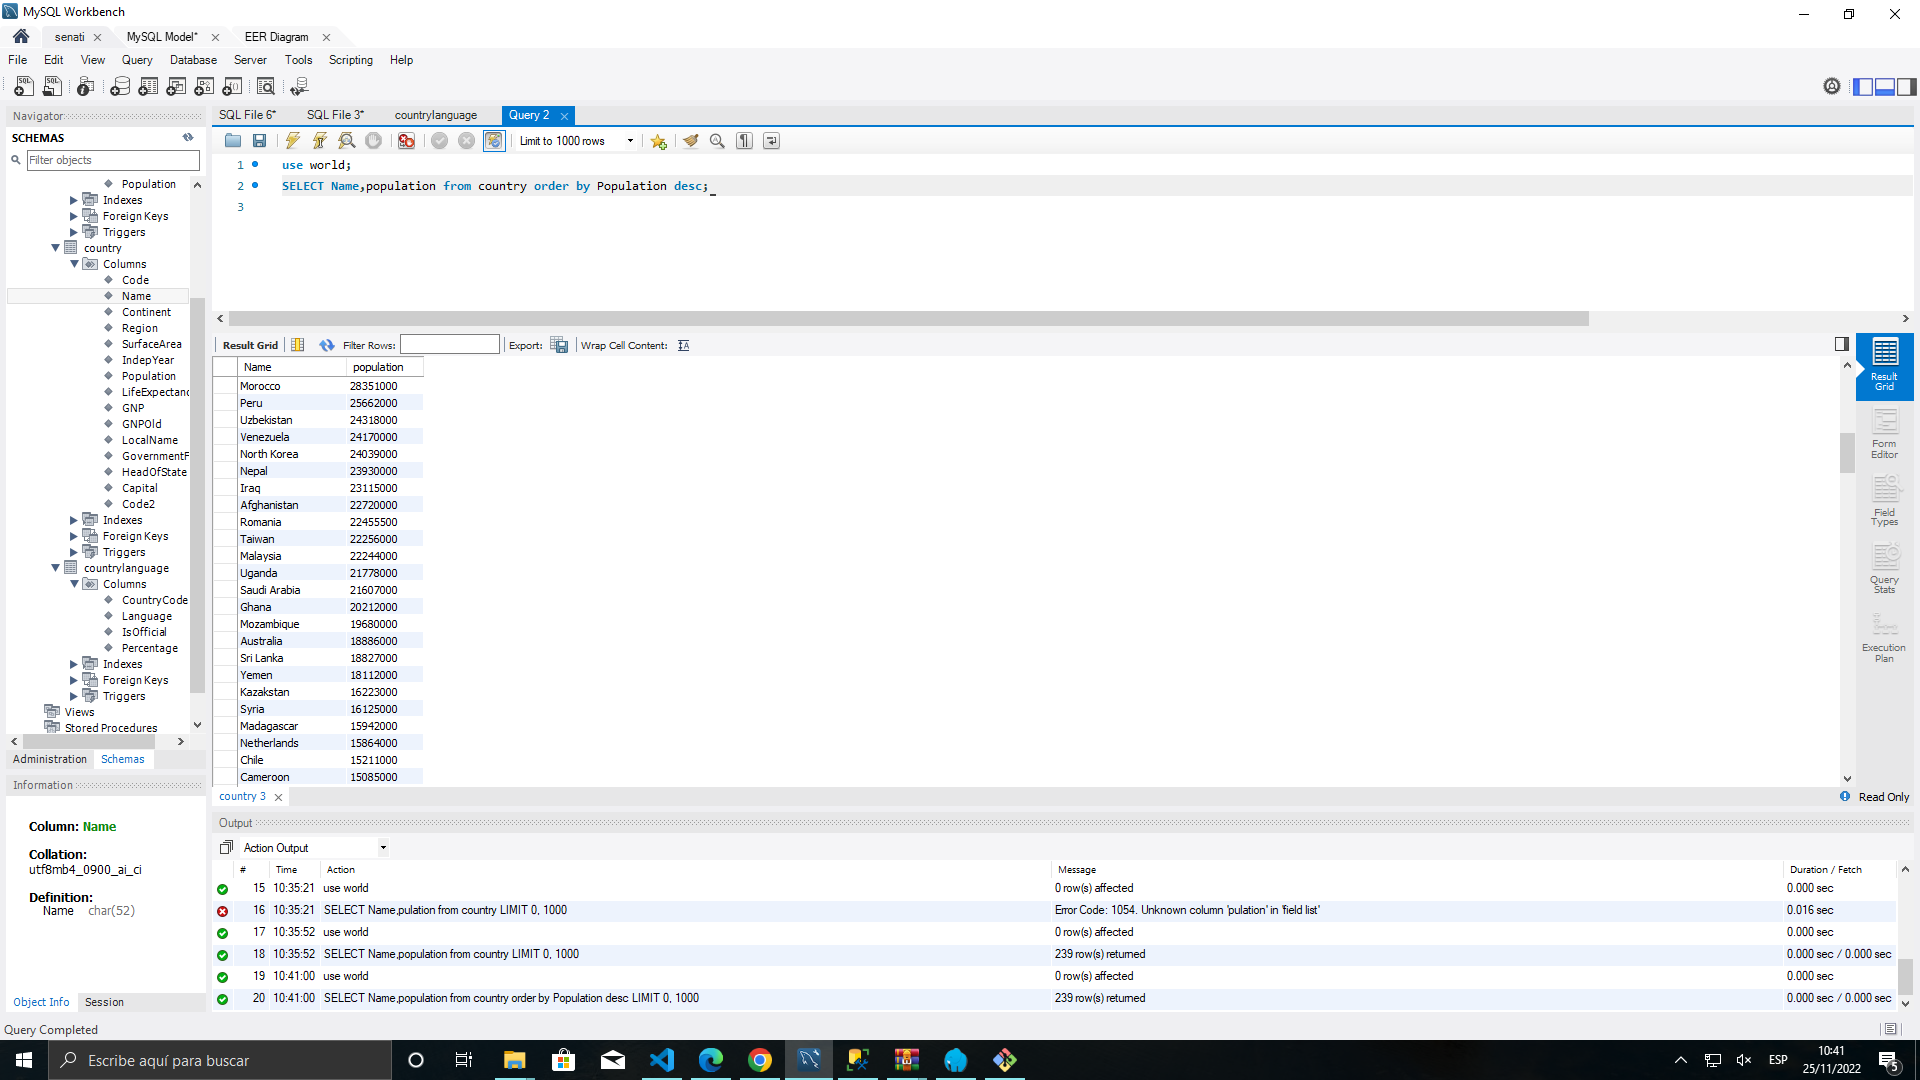 MySQL Workbench
senati
MySQL Model*
EER Diagram
File Edit View Query Database Server Tools Scripting Help
Navigator
SCHEMAS
Filter objects
Population
Indexes
Foreign Keys
Triggers
country
Columns
Code
Name
Continent
Region
SurfaceArea
IndepYear
Population
LifeExpectanc
GNP
GNPOld
LocalName
GovernmentF
HeadOfState
Capital
Code2
Indexes
Foreign Keys
Triggers
countrylanguage
Columns
CountryCode
Language
IsOfficial
Percentage
Indexes
Foreign Keys
Triggers
Views
Stored Procedures
Administration Schemas
Information
Column: Name
Collation:
utf8mb4_0900_ai_ci
Definition:
Name char(52)
Object Info Session
SQL File 6* SQL File 3* countrylanguage Query 2
Limit to 1000 rows
1 use world;
2 SELECT Name,population from country order by Population desc;
3
Result Grid Filter Rows: Export: Wrap Cell Content:
Name population
Morocco 28351000
Peru 25662000
Uzbekistan 24318000
Venezuela 24170000
North Korea 24039000
Nepal 23930000
Iraq 23115000
Afghanistan 22720000
Romania 22455500
Taiwan 22256000
Malaysia 22244000
Uganda 21778000
Saudi Arabia 21607000
Ghana 20212000
Mozambique 19680000
Australia 18886000
Sri Lanka 18827000
Yemen 18112000
Kazakstan 16223000
Syria 16125000
Madagascar 15942000
Netherlands 15864000
Chile 15211000
Cameroon 15085000
Result
Grid
Form
Editor
Field
Types
Query
Stats
Execution
Plan
country 3
Read Only
Output
Action Output
# Time Action Message Duration / Fetch
15 10:35:21 use world 0 row(s) affected 0.000 sec
16 10:35:21 SELECT Name,pulation from country LIMIT 0, 1000 Error Code: 1054. Unknown column 'pulation' in 'field list' 0.016 sec
17 10:35:52 use world 0 row(s) affected 0.000 sec
18 10:35:52 SELECT Name,population from country LIMIT 0, 1000 239 row(s) returned 0.000 sec / 0.000 sec
19 10:41:00 use world 0 row(s) affected 0.000 sec
20 10:41:00 SELECT Name,population from country order by Population desc LIMIT 0, 1000 239 row(s) returned 0.000 sec / 0.000 sec
Query Completed
Escribe aquí para buscar
ESP
10:41
25/11/2022
5